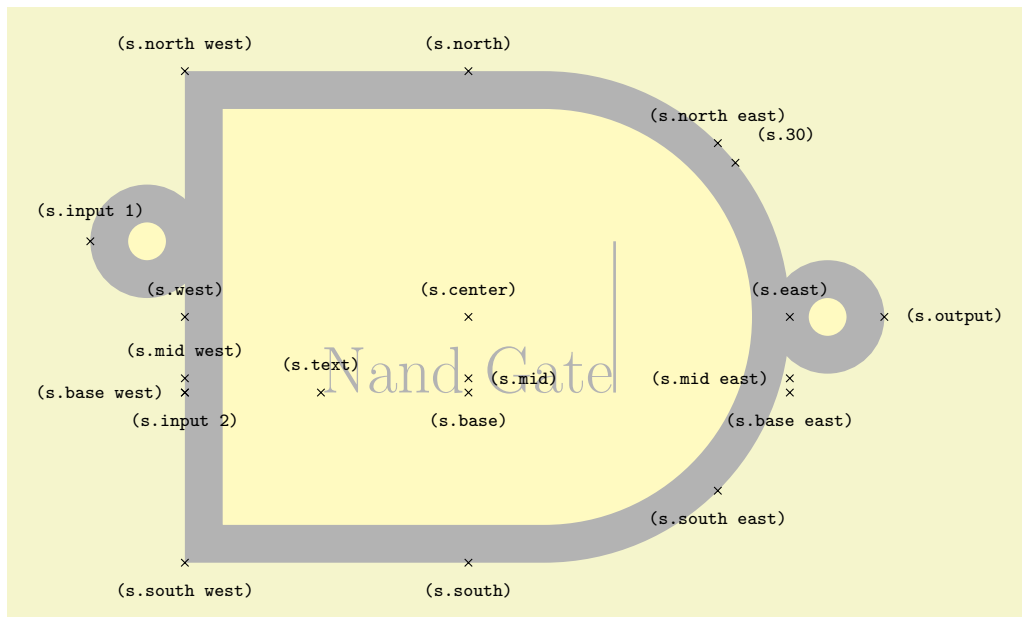 (s.north west) (s.north)
(s.north east)
(s.30)
(s.input 1)
(s.west) (s.center) (s.east)
(s.output)
(s.mid west)
(s.text)
Nand Gate
(s.mid) (s.mid east)
(s.base west)
(s.input 2) (s.base) (s.base east)
(s.south east)
(s.south west) (s.south)